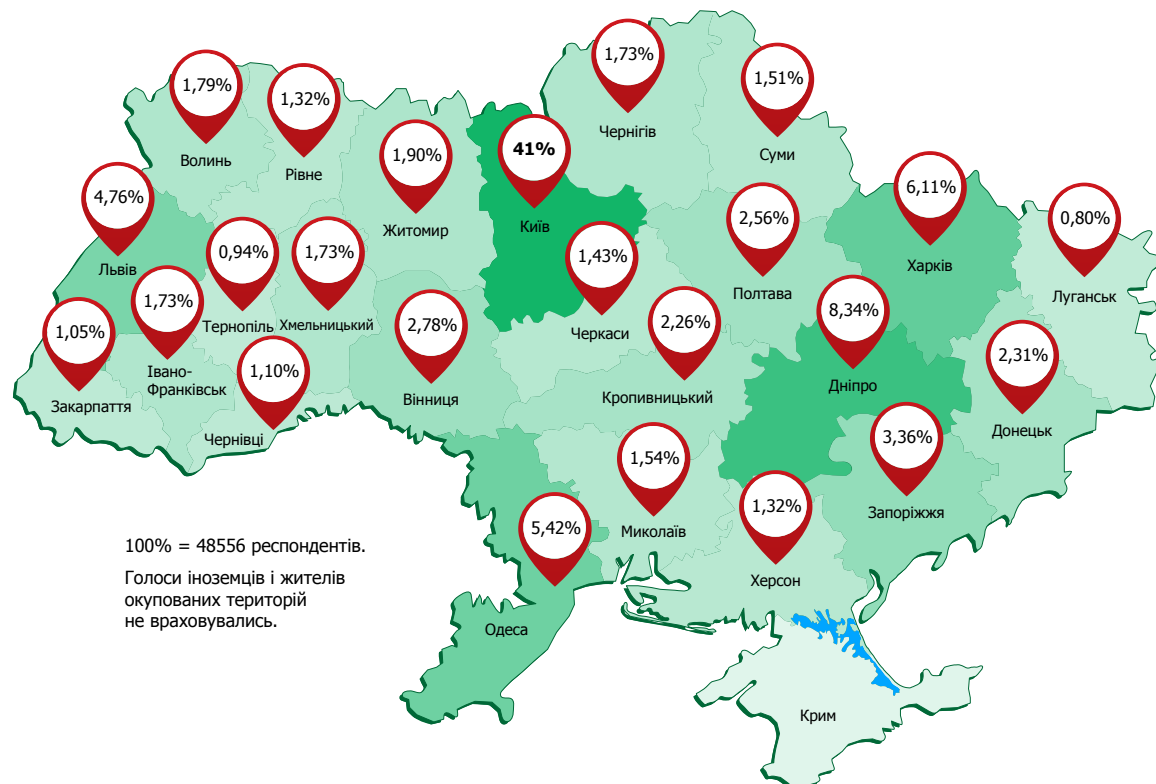 1,73%
Чернігів
1,51%
Суми
1,79%
Волинь
1,32%
Рівне
1,90%
Житомир
41%
Київ
4,76%
Львів
0,94%
Тернопіль
1,73%
Хмельницький
1,43%
Черкаси
2,56%
Полтава
6,11%
Харків
0,80%
Луганськ
1,05%
Закарпаття
1,73%
Івано-
Франківськ
1,10%
Чернівці
2,78%
Вінниця
2,26%
Кропивницький
8,34%
Дніпро
2,31%
Донецьк
1,54%
Миколаїв
3,36%
Запоріжжя
5,42%
Одеса
1,32%
Херсон
Крим
100% = 48556 респондентів.
Голоси іноземців і жителів
окупованих територій
не враховувались.